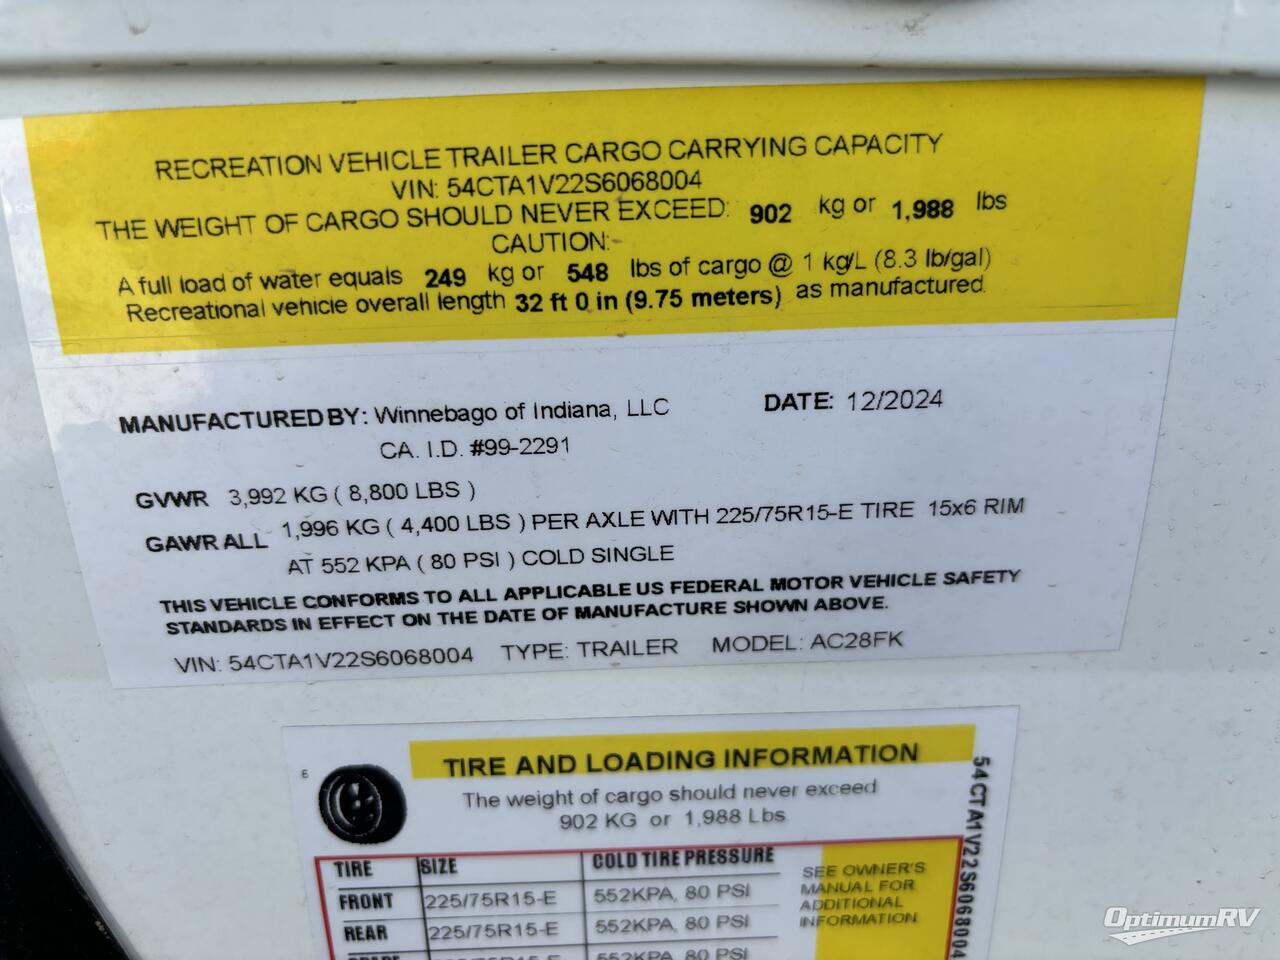 RECREATION VEHICLE TRAILER CARGO CARRYING CAPACITY
VIN: 54CTA1V22S6068004
THE WEIGHT OF CARGO SHOULD NEVER EXCEED: 902 kg or 1,988 lbs
CAUTION:
A full load of water equals 249 kg or 548 lbs of cargo @ 1 kg/L (8.3 lb/gal)
Recreational vehicle overall length 32 ft 0 in (9.75 meters) as manufactured.
MANUFACTURED BY: Winnebago of Indiana, LLC DATE: 12/2024
CA. I.D. #99-2291
GVWR 3,992 KG ( 8,800 LBS )
GAWR ALL 1,996 KG ( 4,400 LBS ) PER AXLE WITH 225/75R15-E TIRE 15x6 RIM
AT 552 KPA ( 80 PSI ) COLD SINGLE
THIS VEHICLE CONFORMS TO ALL APPLICABLE US FEDERAL MOTOR VEHICLE SAFETY
STANDARDS IN EFFECT ON THE DATE OF MANUFACTURE SHOWN ABOVE.
VIN: 54CTA1V22S6068004 TYPE: TRAILER MODEL: AC28FK
TIRE AND LOADING INFORMATION
The weight of cargo should never exceed
902 KG or 1,988 Lbs
TIRE SIZE COLD TIRE PRESSURE
FRONT 225/75R15-E 552KPA, 80 PSI
REAR 225/75R15-E 552KPA, 80 PSI
SPARE 225/75R15-E 552KPA, 80 PSI
SEE OWNER'S
MANUAL FOR
ADDITIONAL
INFORMATION
54CTA1V22S6068004
OptimumRV